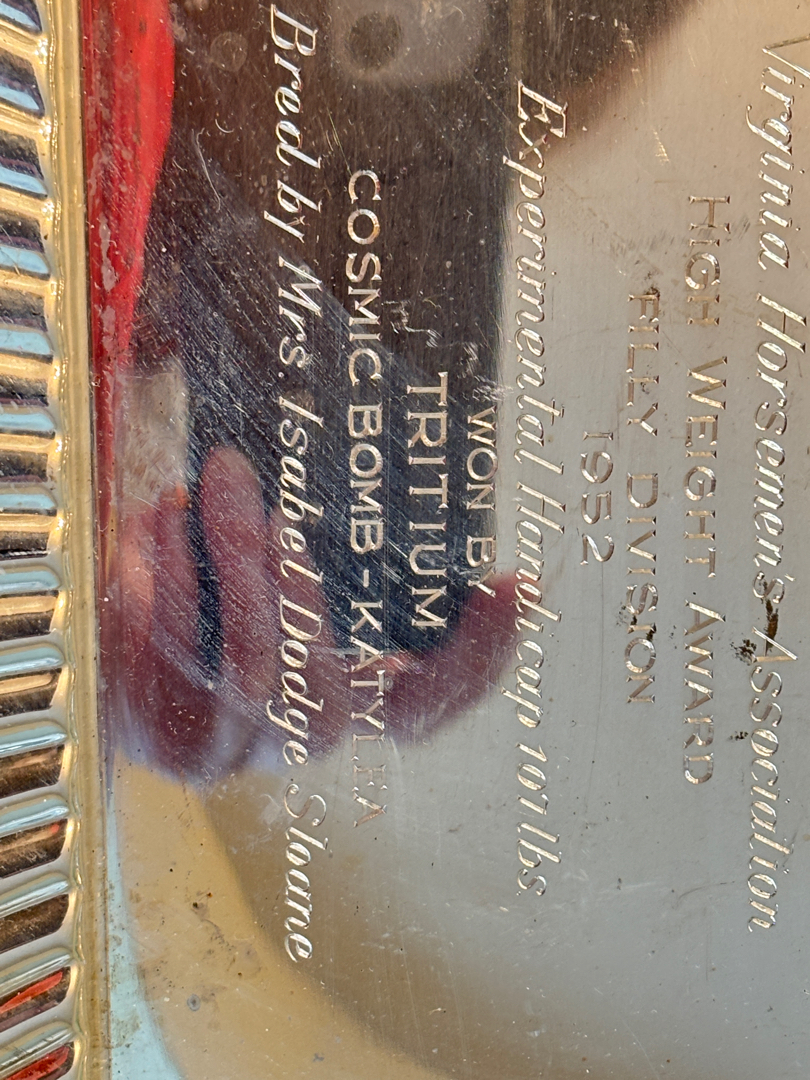 Virginia Horsemen's Association
HIGH WEIGHT AWARD
FILLY DIVISION
1952
Experimental Handicap 107 lbs.
WON BY
TRITIUM
COSMIC BOMB - KATYLEA
Bred by Mrs. Isabel Dodge Sloane